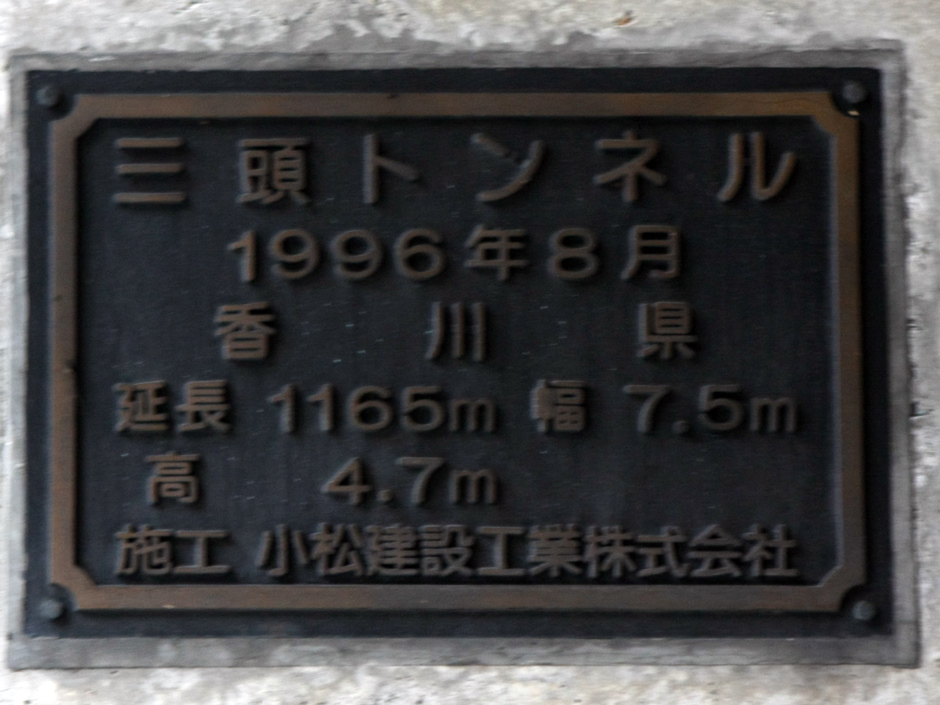 三頭トンネル
1996年8月
香川県
延長 1165m 幅 7.5m
高 4.7m
施工 小松建設工業株式会社